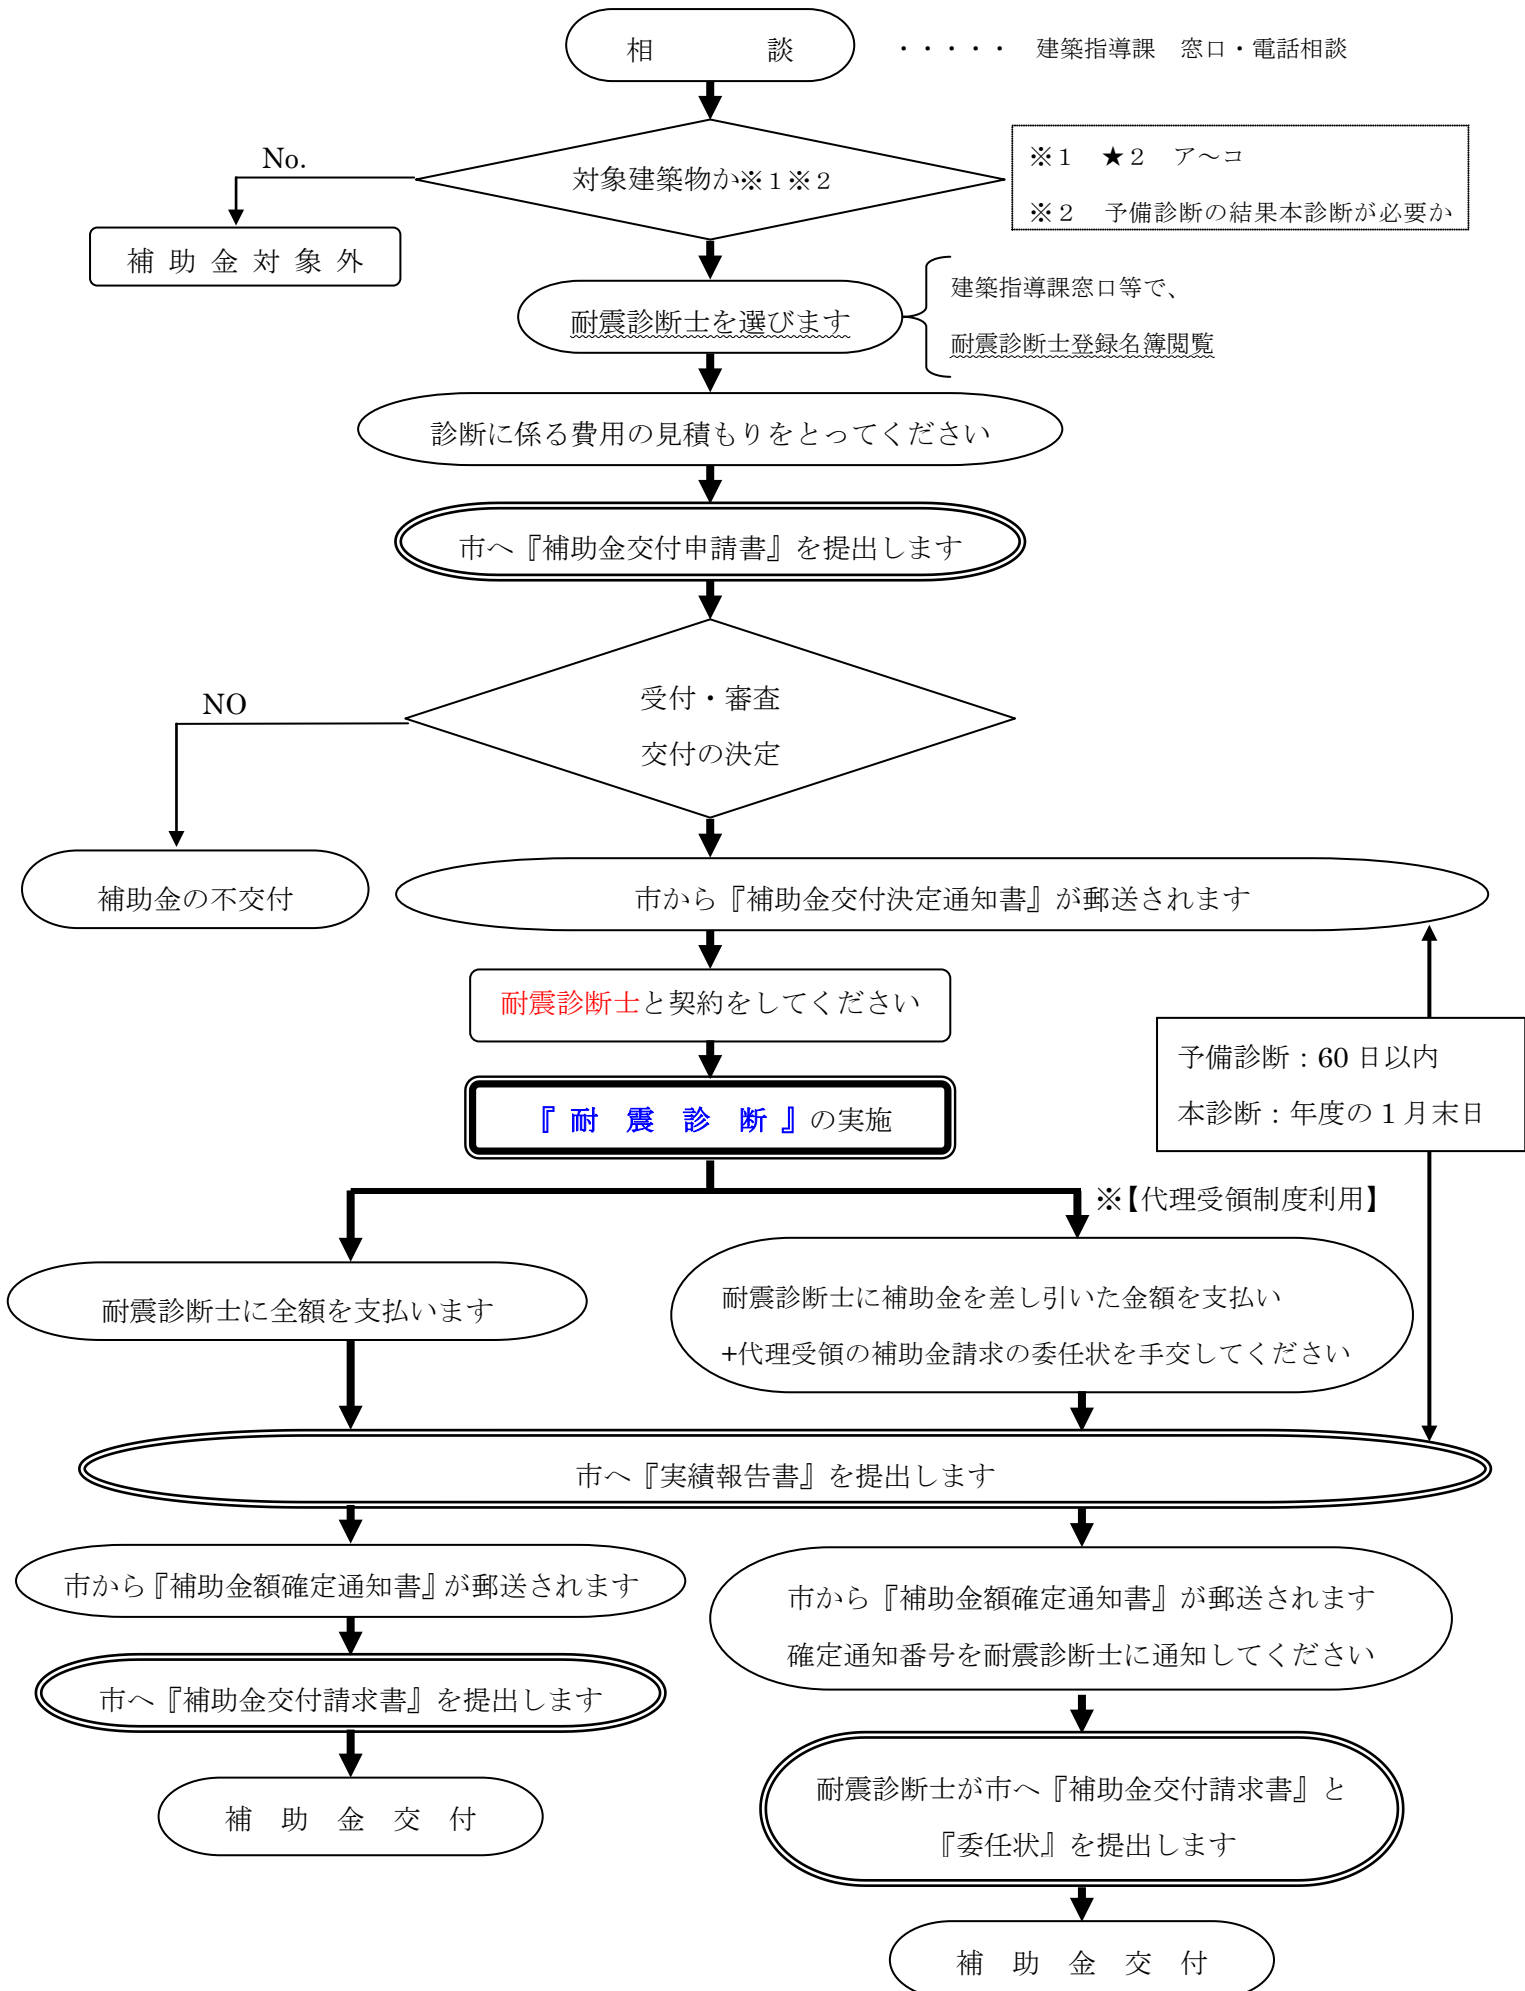 相　　　　談
・・・・・　建築指導課　窓口・電話相談
No.
対象建築物か※１※２
※１　★２　ア～コ
※２　予備診断の結果本診断が必要か
補 助 金 対 象 外
耐震診断士を選びます
建築指導課窓口等で、
耐震診断士登録名簿閲覧
診断に係る費用の見積もりをとってください
市へ『補助金交付申請書』を提出します
受付・審査
交付の決定
NO
補助金の不交付
市から『補助金交付決定通知書』が郵送されます
耐震診断士と契約をしてください
予備診断：60 日以内
本診断：年度の 1 月末日
『 耐　震　診　断 』の実施
※【代理受領制度利用】
耐震診断士に全額を支払います
耐震診断士に補助金を差し引いた金額を支払い
+代理受領の補助金請求の委任状を手交してください
市へ『実績報告書』を提出します
市から『補助金額確定通知書』が郵送されます
市から『補助金額確定通知書』が郵送されます
確定通知番号を耐震診断士に通知してください
市へ『補助金交付請求書』を提出します
耐震診断士が市へ『補助金交付請求書』と
『委任状』を提出します
補　助　金　交　付
補　助　金　交　付